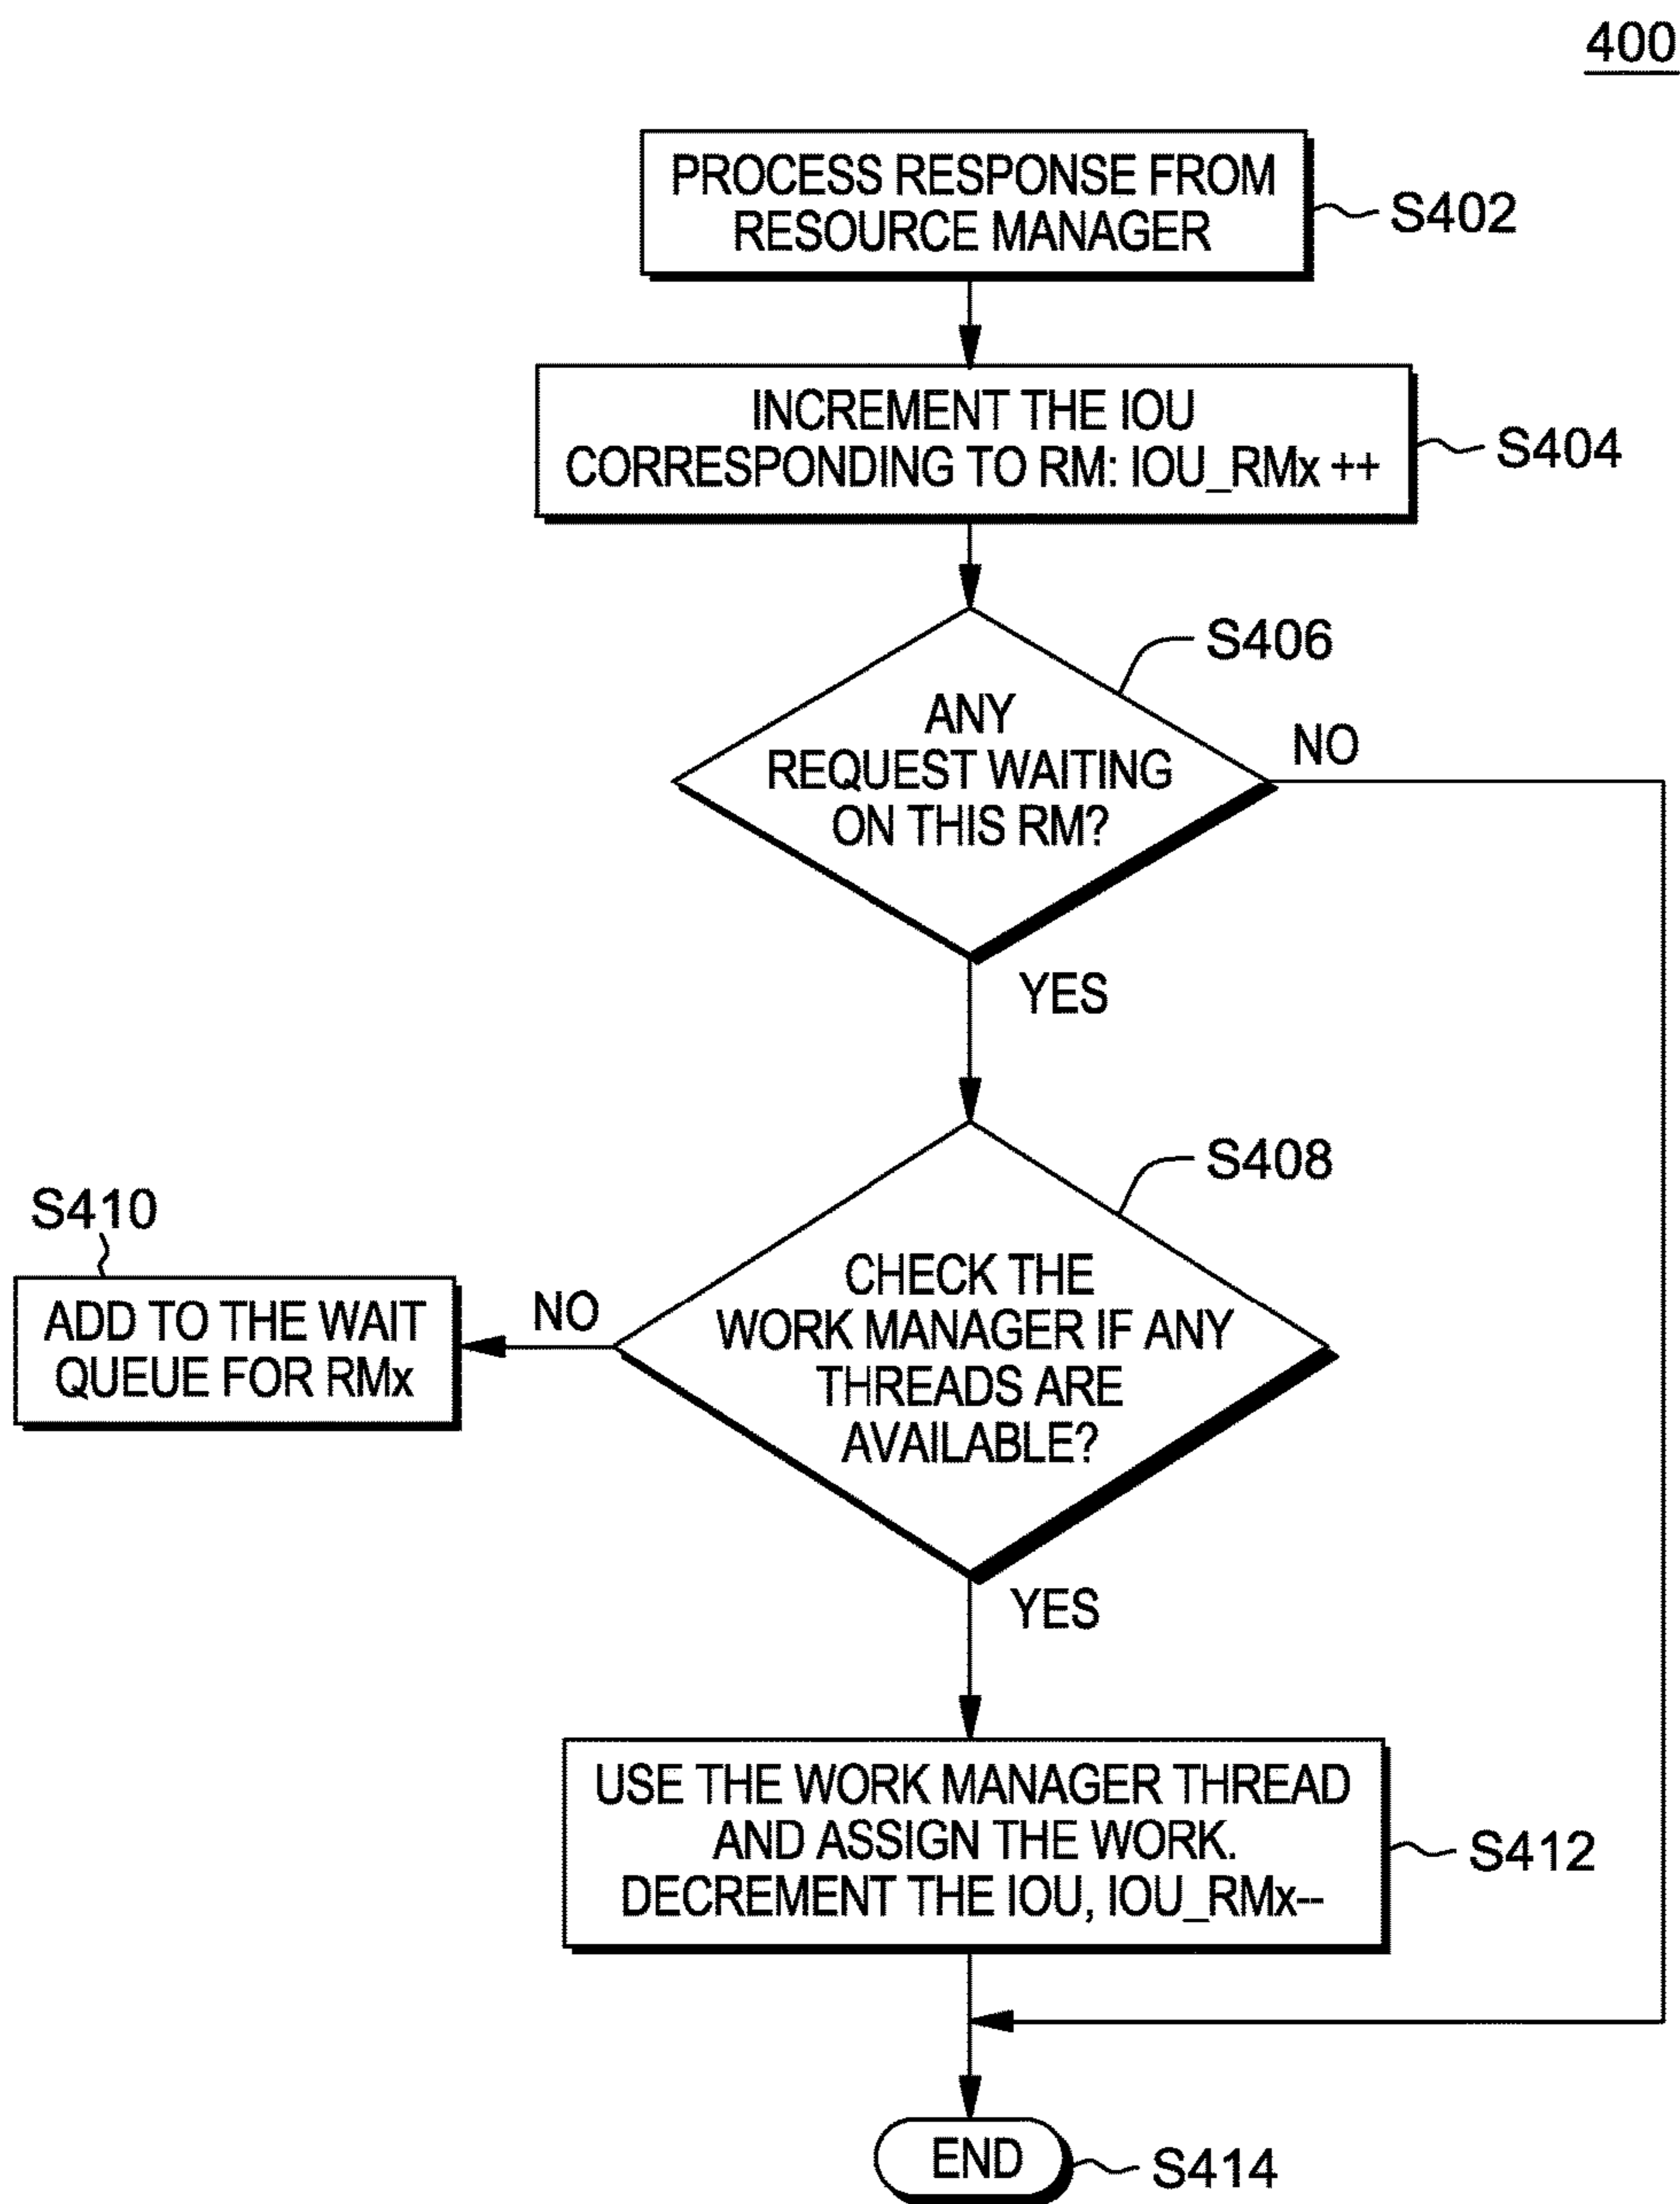 400
PROCESS RESPONSE FROM
RESOURCE MANAGER
S402
INCREMENT THE IOU
CORRESPONDING TO RM: IOU_RMx ++
S404
S406
ANY
REQUEST WAITING
ON THIS RM?
NO
YES
S408
CHECK THE
WORK MANAGER IF ANY
THREADS ARE
AVAILABLE?
NO
S410
ADD TO THE WAIT
QUEUE FOR RMx
YES
USE THE WORK MANAGER THREAD
AND ASSIGN THE WORK.
DECREMENT THE IOU, IOU_RMx--
S412
END
S414